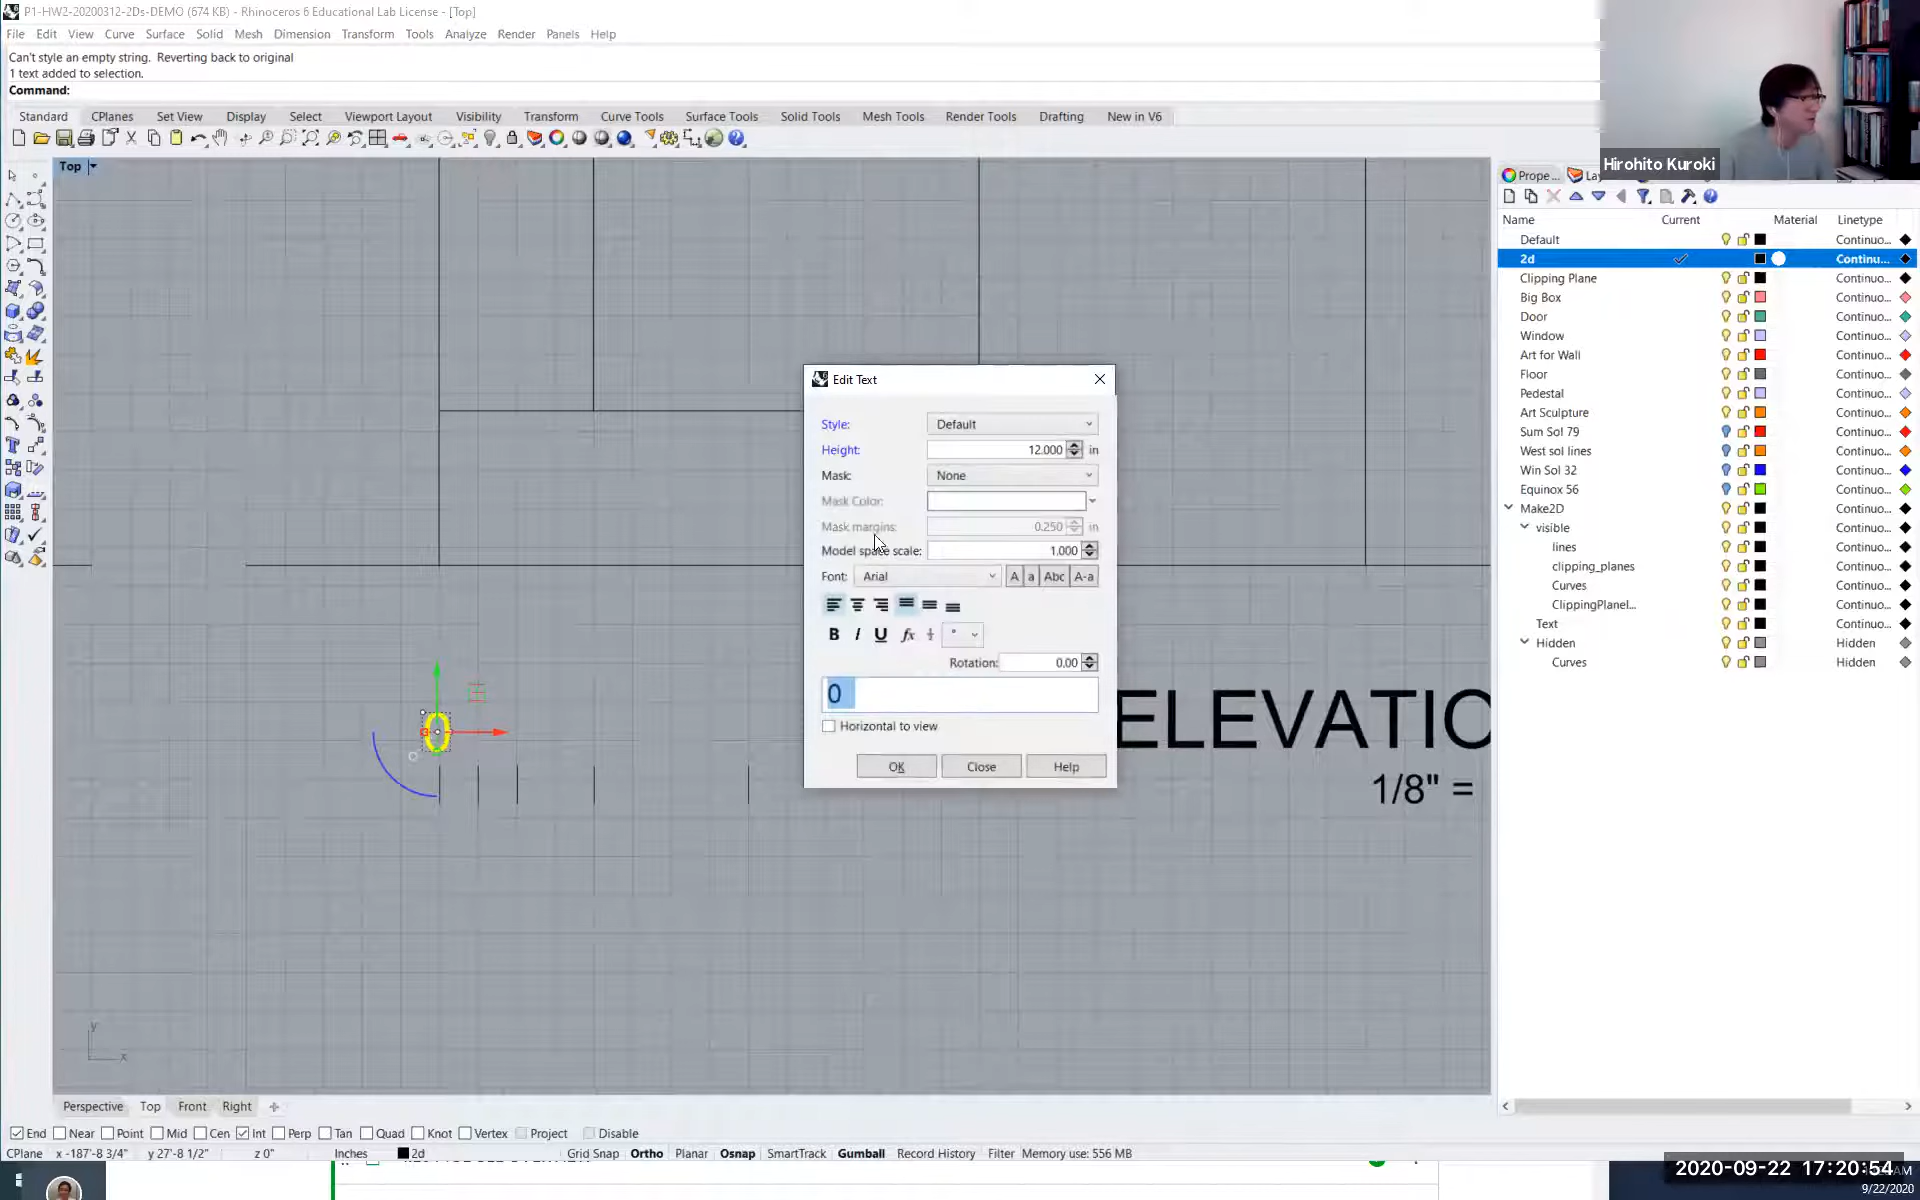 P1-HW2-20200312-2Ds-DEMO (674 KB) - Rhinoceros 6 Educational Lab License - [Top]
File Edit View Curve Surface Solid Mesh Dimension Transform Tools Analyze Render Panels Help
Can't style an empty string. Reverting back to original
1 text added to selection.
Command:
Standard CPlanes Set View Display Select Viewport Layout Visibility Transform Curve Tools Surface Tools Solid Tools Mesh Tools Render Tools Drafting New in V6
Hirohito Kuroki
Top
Prope...
Name Current Material Linetype
Default Continuo...
2d Continu...
Clipping Plane Continuo...
Big Box Continuo...
Door Continuo...
Window Continuo...
Art for Wall Continuo...
Floor Continuo...
Pedestal Continuo...
Art Sculpture Continuo...
Sum Sol 79 Continuo...
West sol lines Continuo...
Win Sol 32 Continuo...
Equinox 56 Continuo...
Make2D Continuo...
visible Continuo...
lines Continuo...
clipping_planes Continuo...
Curves Continuo...
ClippingPlanel... Continuo...
Text Continuo...
Hidden Hidden
Curves Hidden
Edit Text
Style: Default
Height: 12.000 in
Mask: None
Mask Color:
Mask margins: 0.250 in
Model space scale: 1.000
Font: Arial A a Abc A-a
B I U fx °
Rotation: 0.00
0
Horizontal to view
OK Close Help
0
ELEVATIO
1/8" =
y
x
Perspective Top Front Right
End Near Point Mid Cen Int Perp Tan Quad Knot Vertex Project Disable
CPlane x -187'-8 3/4" y 27'-8 1/2" z 0" Inches 2d Grid Snap Ortho Planar Osnap SmartTrack Gumball Record History Filter Memory use: 556 MB
2020-09-22 17:20:54
9/22/2020